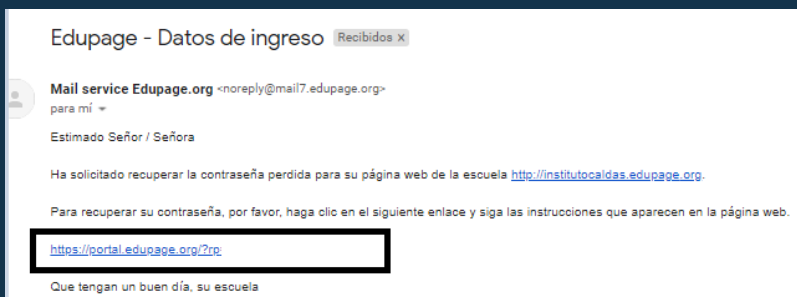 Edupage - Datos de ingreso Recibidos x
Mail service Edupage.org <noreply@mail7.edupage.org>
para mí
Estimado Señor / Señora
Ha solicitado recuperar la contraseña perdida para su página web de la escuela http://institutocaldas.edupage.org.
Para recuperar su contraseña, por favor, haga clic en el siguiente enlace y siga las instrucciones que aparecen en la página web.
https://portal.edupage.org/?rp
Que tengan un buen día, su escuela